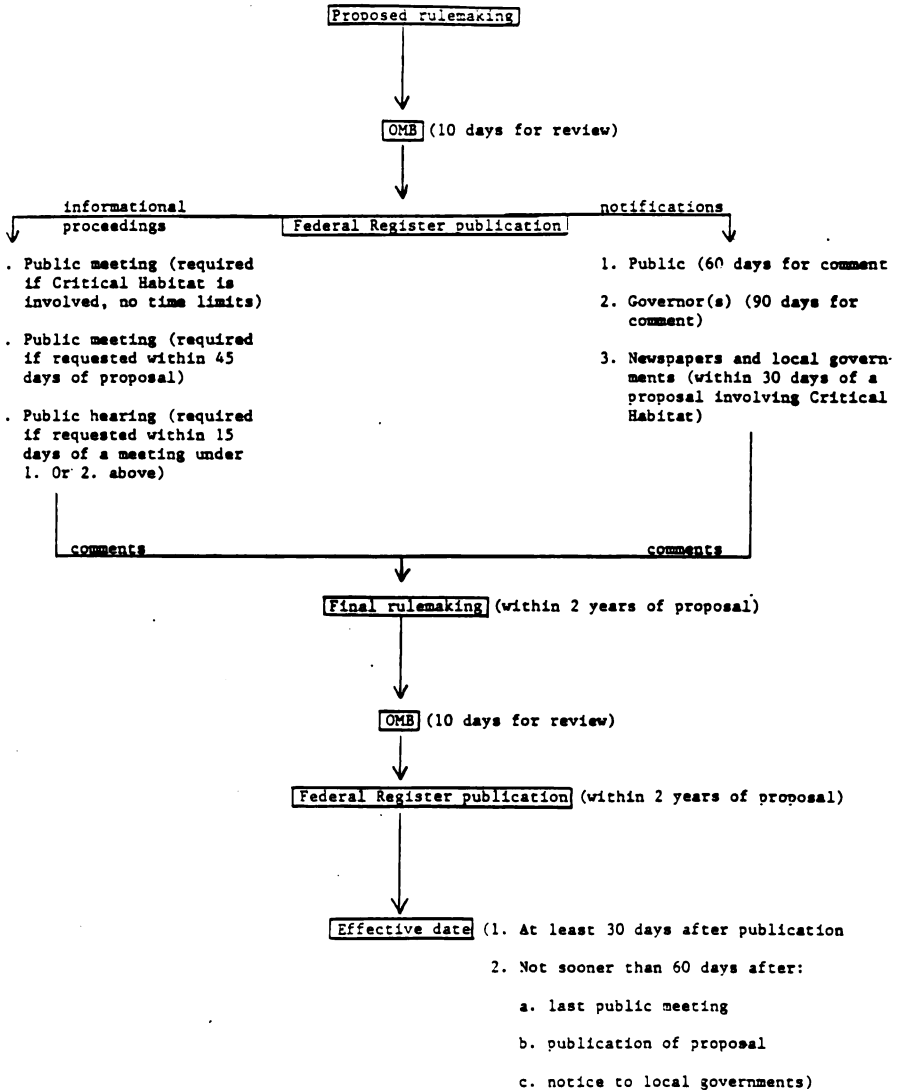 Proposed rulemaking
OMB (10 days for review)
informational
proceedings
Federal Register publication
notifications
. Public meeting (required
if Critical Habitat is
involved, no time limits)
. Public meeting (required
if requested within 45
days of proposal)
. Public hearing (required
if requested within 15
days of a meeting under
1. Or 2. above)
1. Public (60 days for comment
2. Governor(s) (90 days for
comment)
3. Newspapers and local govern-
ments (within 30 days of a
proposal involving Critical
Habitat)
comments
comments
Final rulemaking (within 2 years of proposal)
OMB (10 days for review)
Federal Register publication (within 2 years of proposal)
Effective date (1. At least 30 days after publication
2. Not sooner than 60 days after:
a. last public meeting
b. publication of proposal
c. notice to local governments)